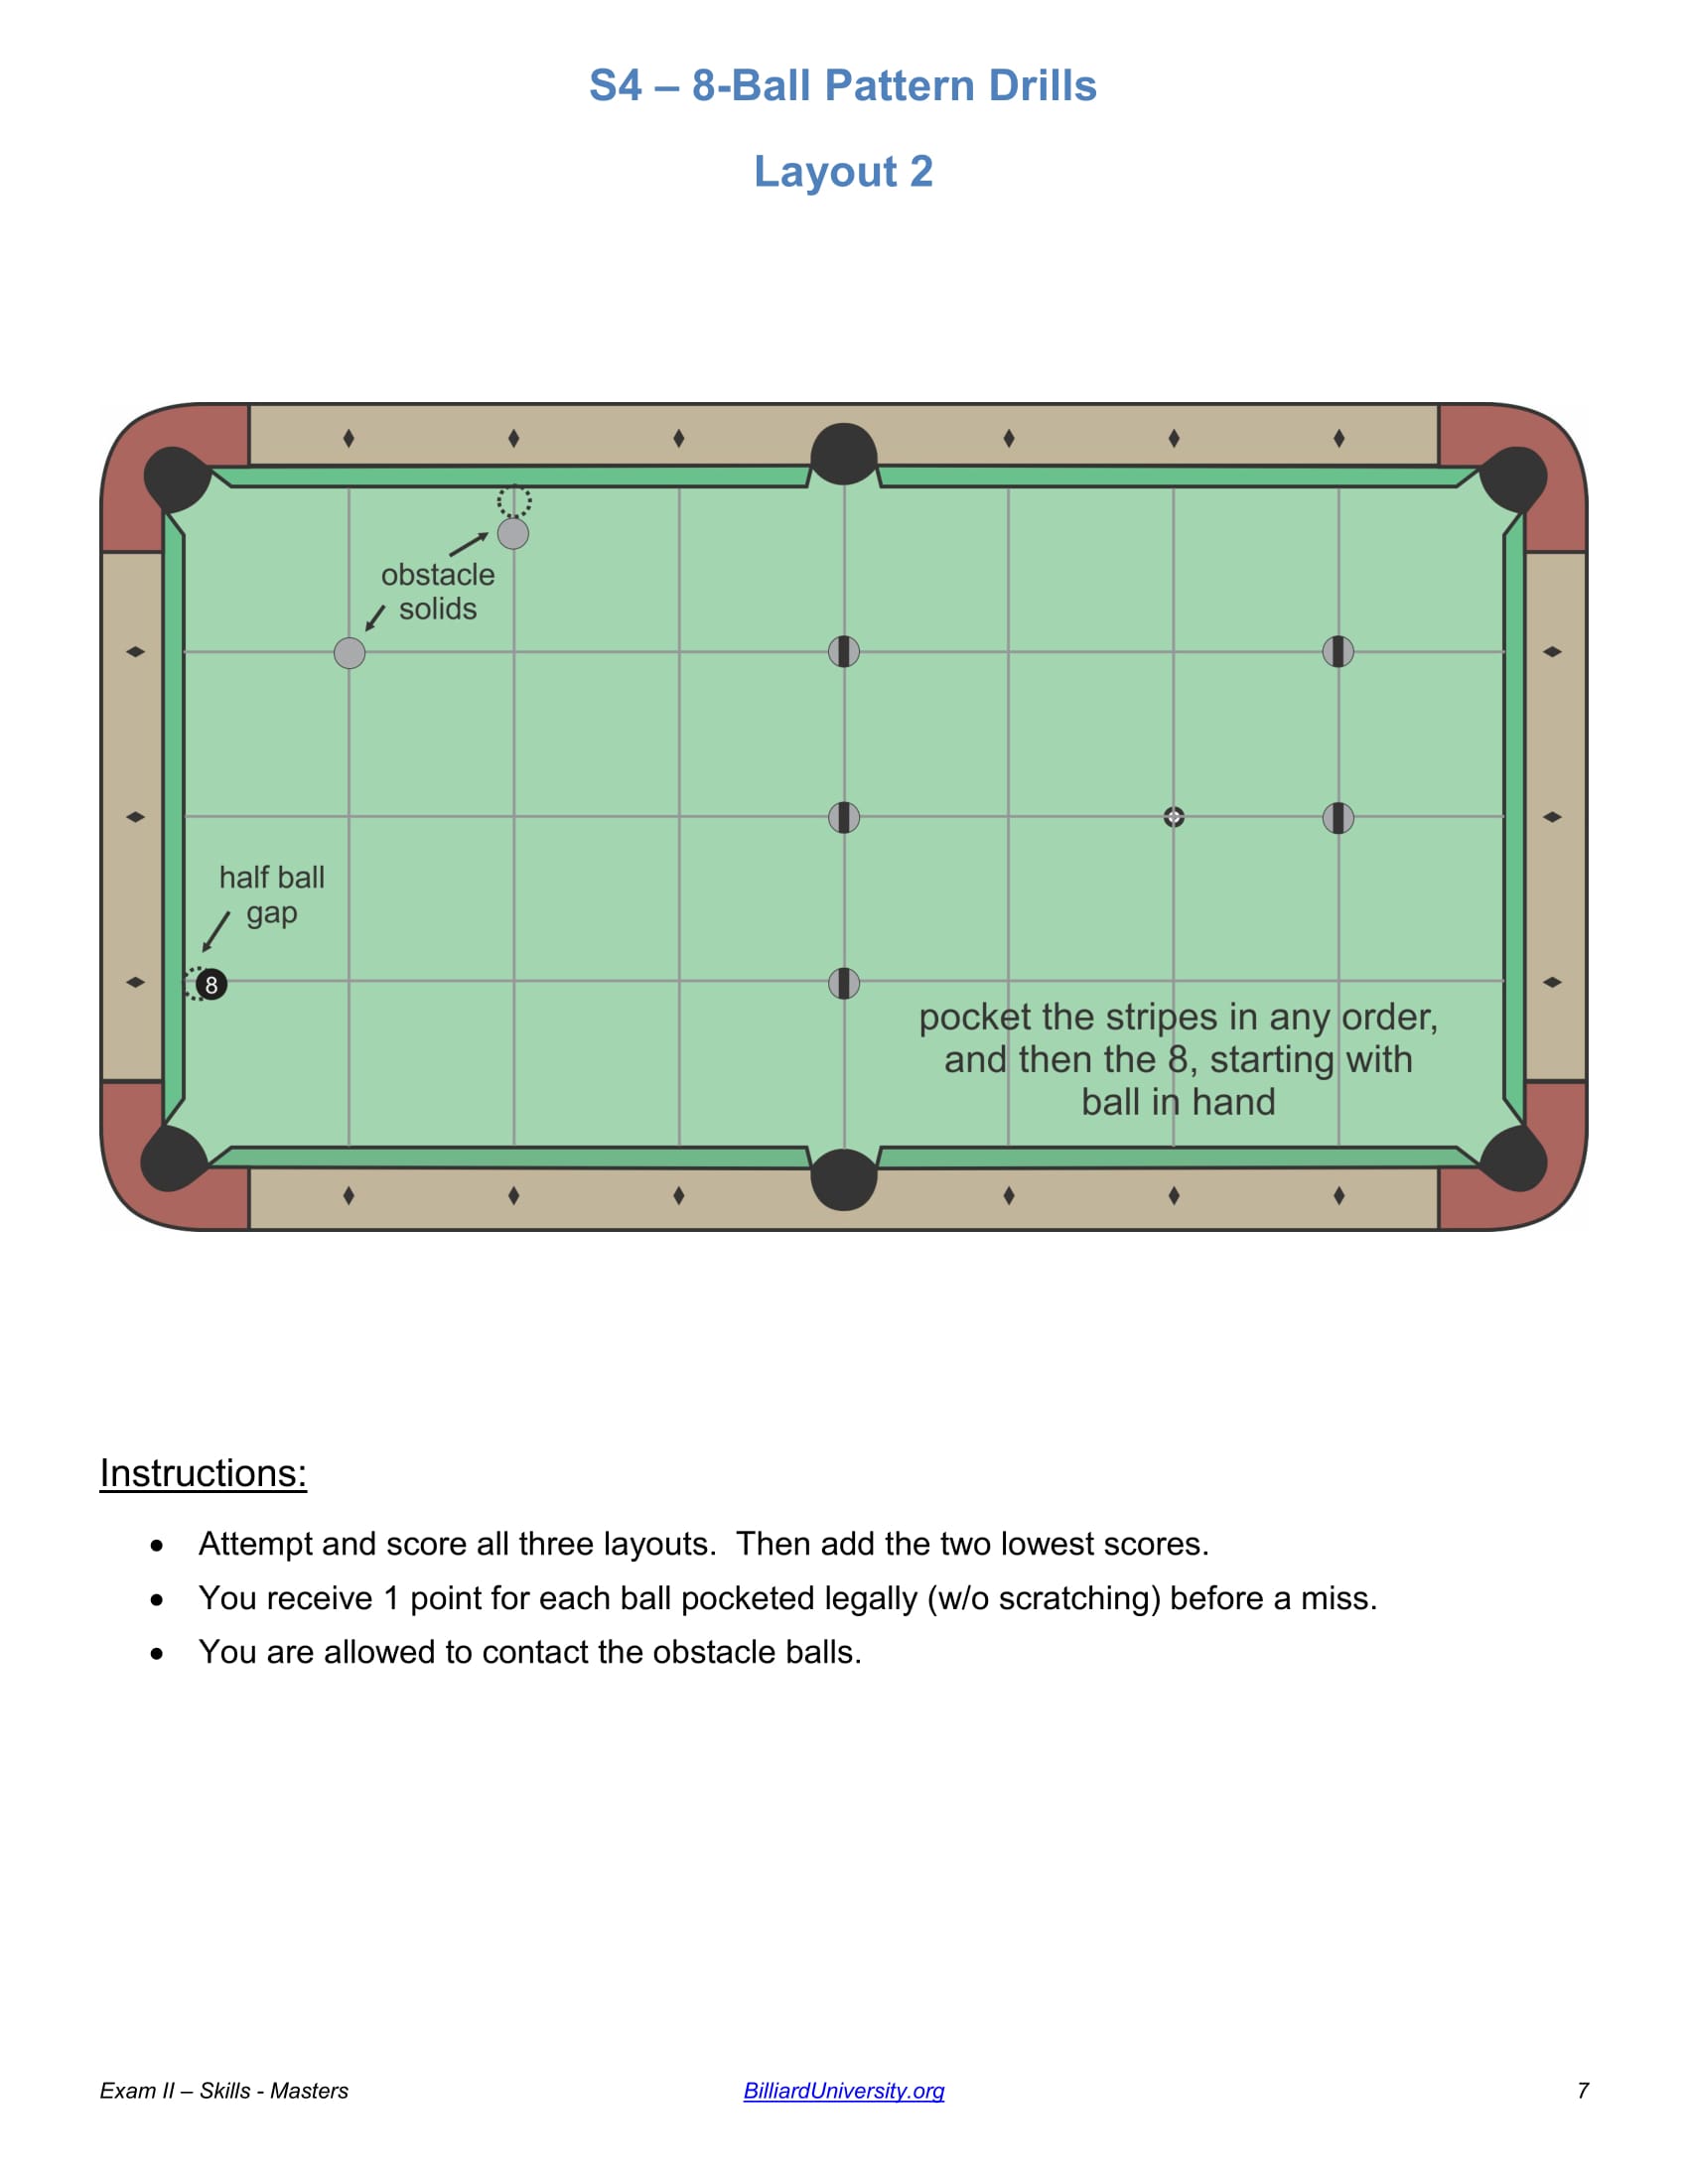 S4 – 8-Ball Pattern Drills
Layout 2
obstacle
solids
half ball
gap
8
pocket the stripes in any order,
and then the 8, starting with
ball in hand
Instructions:
• Attempt and score all three layouts.  Then add the two lowest scores.
• You receive 1 point for each ball pocketed legally (w/o scratching) before a miss.
• You are allowed to contact the obstacle balls.
Exam II – Skills - Masters BilliardUniversity.org 7